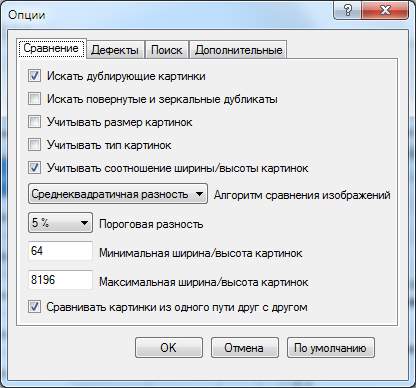 Опции
Сравнение Дефекты Поиск Дополнительные
Искать дублирующие картинки
Искать повернутые и зеркальные дубликаты
Учитывать размер картинок
Учитывать тип картинок
Учитывать соотношение ширины/высоты картинок
Среднеквадратичная разность Алгоритм сравнения изображений
5 % Пороговая разность
64 Минимальная ширина/высота картинок
8196 Максимальная ширина/высота картинок
Сравнивать картинки из одного пути друг с другом
OK Отмена По умолчанию